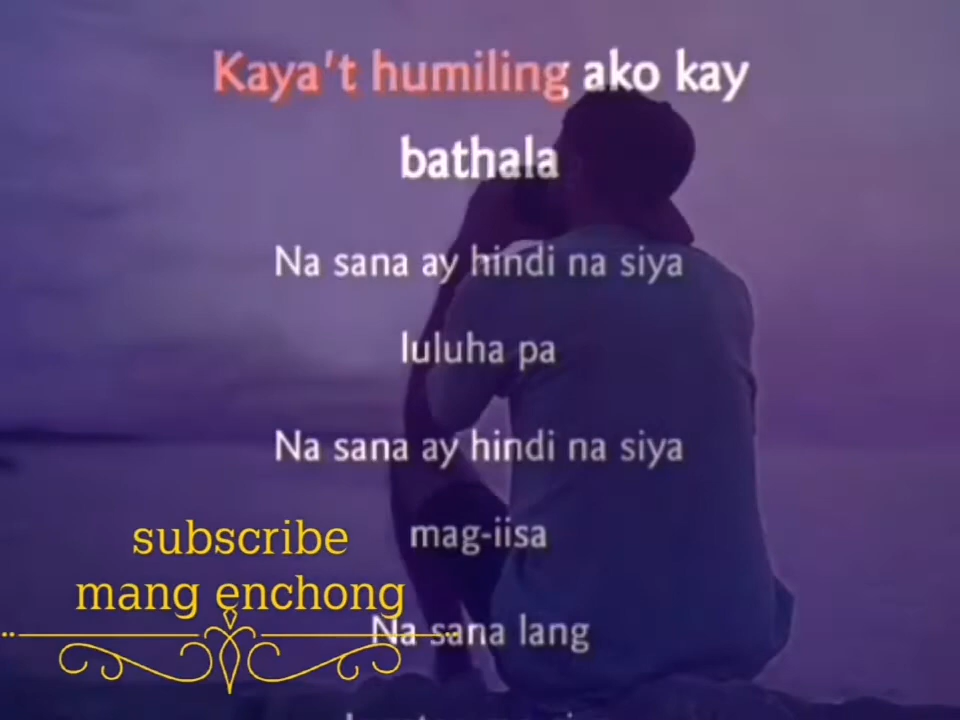 Kaya't humiling ako kay
bathala
Na sana ay hindi na siya
luluha pa
Na sana ay hindi na siya
mag-iisa
Na sana lang
subscribe
mang enchong